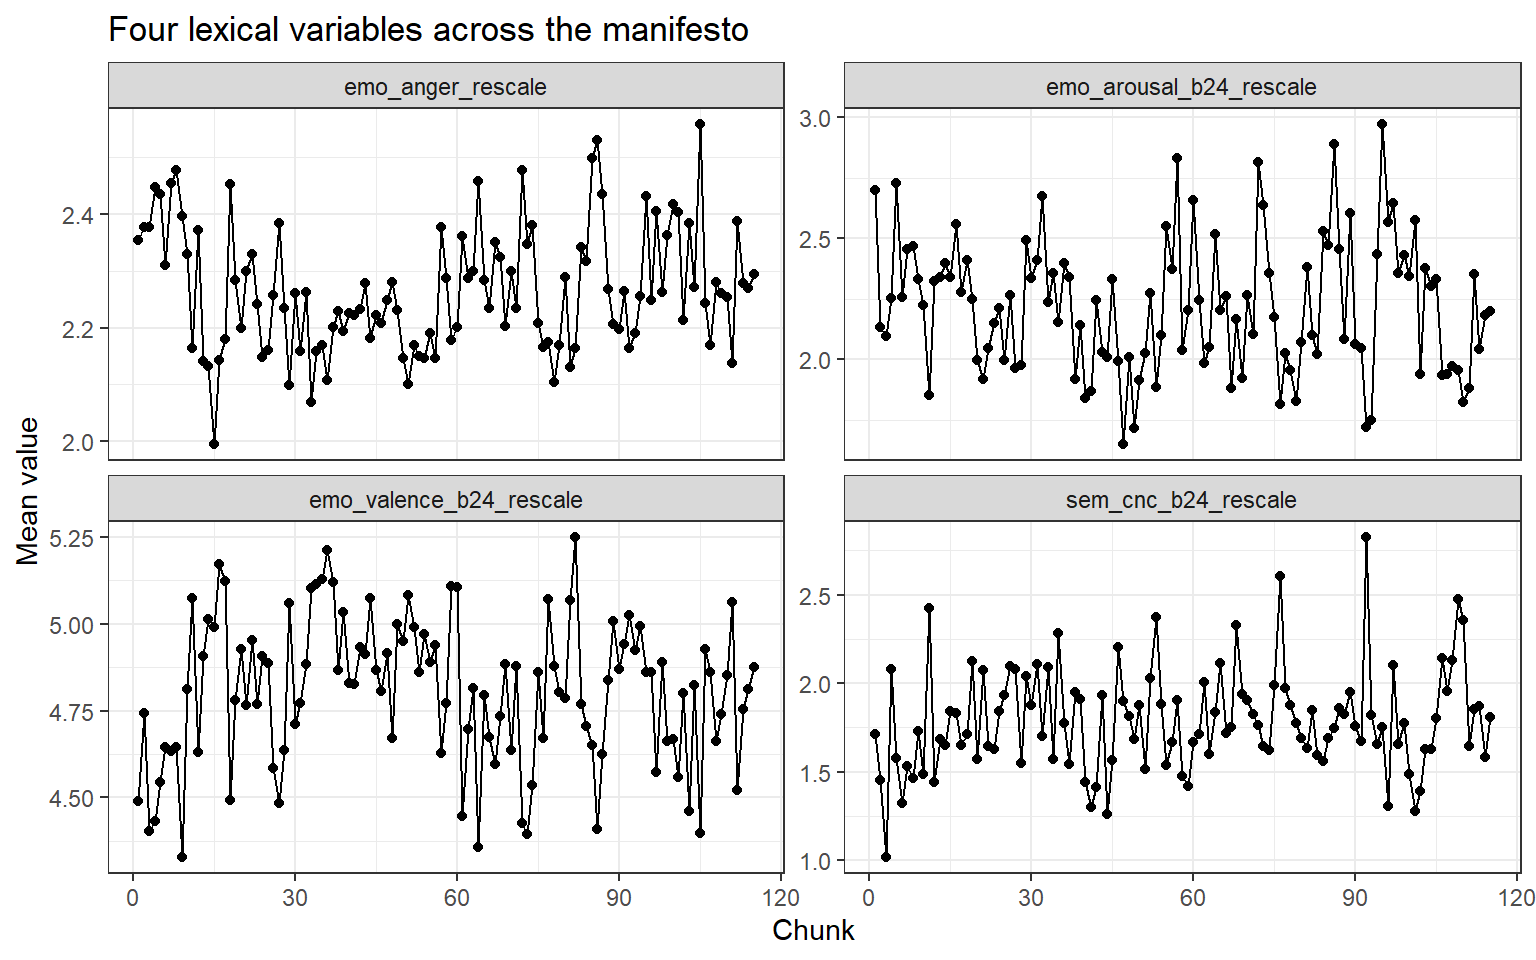 Four lexical variables across the manifesto
emo_anger_rescale
emo_arousal_b24_rescale
2.4
2.2
2.0
3.0
2.5
2.0
Mean value
emo_valence_b24_rescale
sem_cnc_b24_rescale
5.25
5.00
4.75
4.50
2.5
2.0
1.5
1.0
0 30 60 90 120
0 30 60 90 120
Chunk